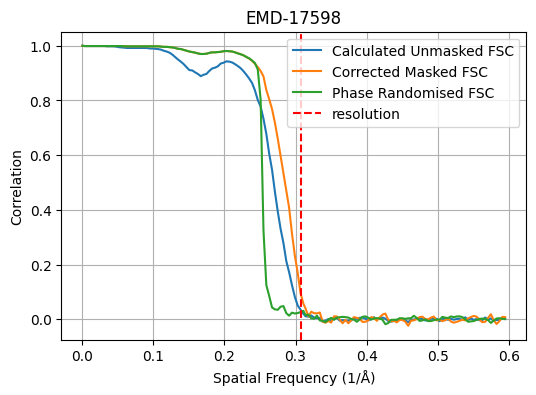 EMD-17598
Calculated Unmasked FSC
Corrected Masked FSC
Phase Randomised FSC
resolution
Correlation
1.0
0.8
0.6
0.4
0.2
0.0
0.0 0.1 0.2 0.3 0.4 0.5 0.6
Spatial Frequency (1/Å)